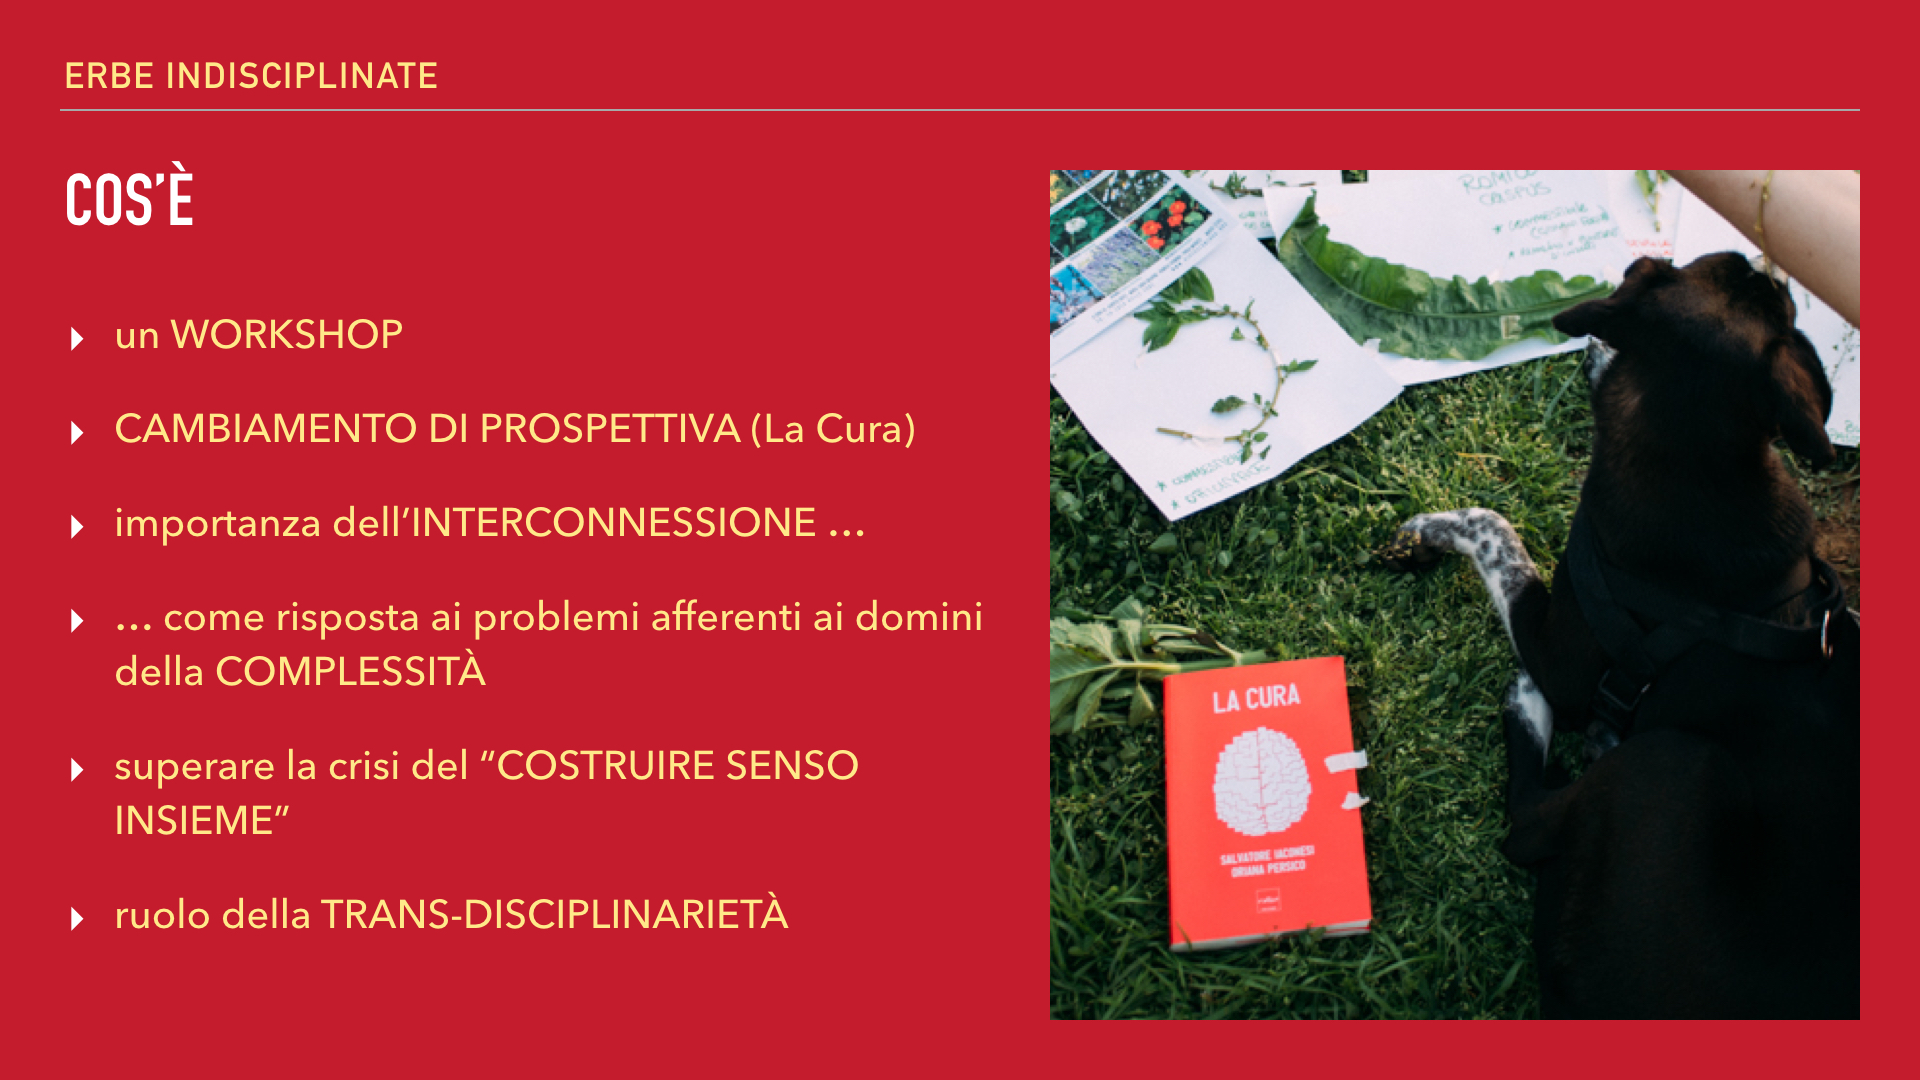 ERBE INDISCIPLINATE
COS’È
un WORKSHOP
CAMBIAMENTO DI PROSPETTIVA (La Cura)
importanza dell’INTERCONNESSIONE …
… come risposta ai problemi afferenti ai domini
della COMPLESSITÀ
superare la crisi del “COSTRUIRE SENSO
INSIEME”
ruolo della TRANS-DISCIPLINARIETÀ
CRISPUS
LA CURA
SALVATORE IACONESI
ORIANA PERSICO